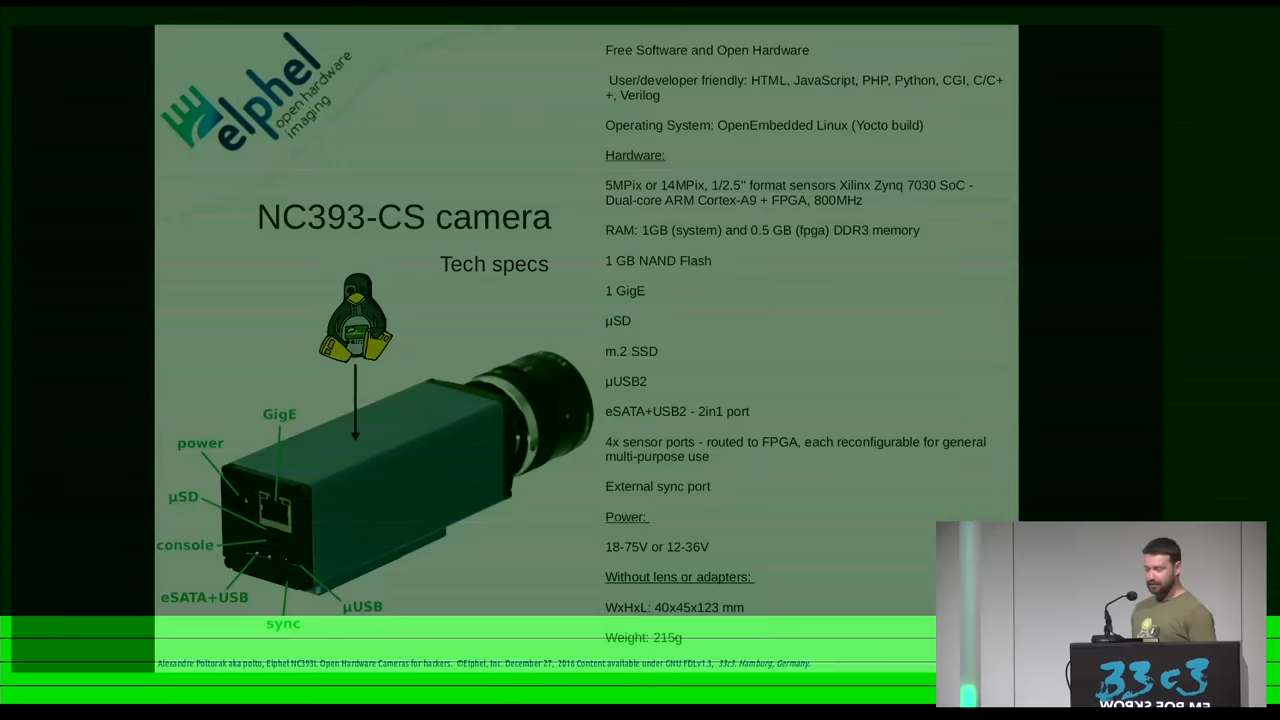 elphel
open hardware
imaging
NC393-CS camera
Tech specs
GigE
power
µSD
console
eSATA+USB
µUSB
sync
Free Software and Open Hardware
User/developer friendly: HTML, JavaScript, PHP, Python, CGI, C/C+
+, Verilog
Operating System: OpenEmbedded Linux (Yocto build)
Hardware:
5MPix or 14MPix, 1/2.5" format sensors Xilinx Zynq 7030 SoC -
Dual-core ARM Cortex-A9 + FPGA, 800MHz
RAM: 1GB (system) and 0.5 GB (fpga) DDR3 memory
1 GB NAND Flash
1 GigE
µSD
m.2 SSD
µUSB2
eSATA+USB2 - 2in1 port
4x sensor ports - routed to FPGA, each reconfigurable for general
multi-purpose use
External sync port
Power:
18-75V or 12-36V
Without lens or adapters:
WxHxL: 40x45x123 mm
Weight: 215g
Alexandre Poltorak aka polto, Elphel NC393L Open Hardware Cameras for hackers. ©Elphel, Inc. December 27, 2016 Content available under GNU FDLv1.3, 33c3. Hamburg, Germany.
33c3